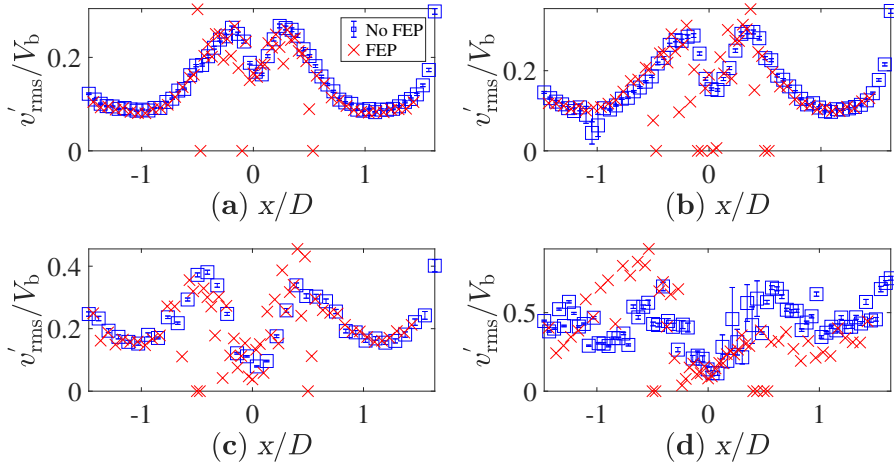 No FEP
FEP
v'rms/Vb
0.2
0
-1 0 1
(a) x/D
v'rms/Vb
0.2
0
-1 0 1
(b) x/D
v'rms/Vb
0.4
0.2
0
-1 0 1
(c) x/D
v'rms/Vb
0.5
0
-1 0 1
(d) x/D